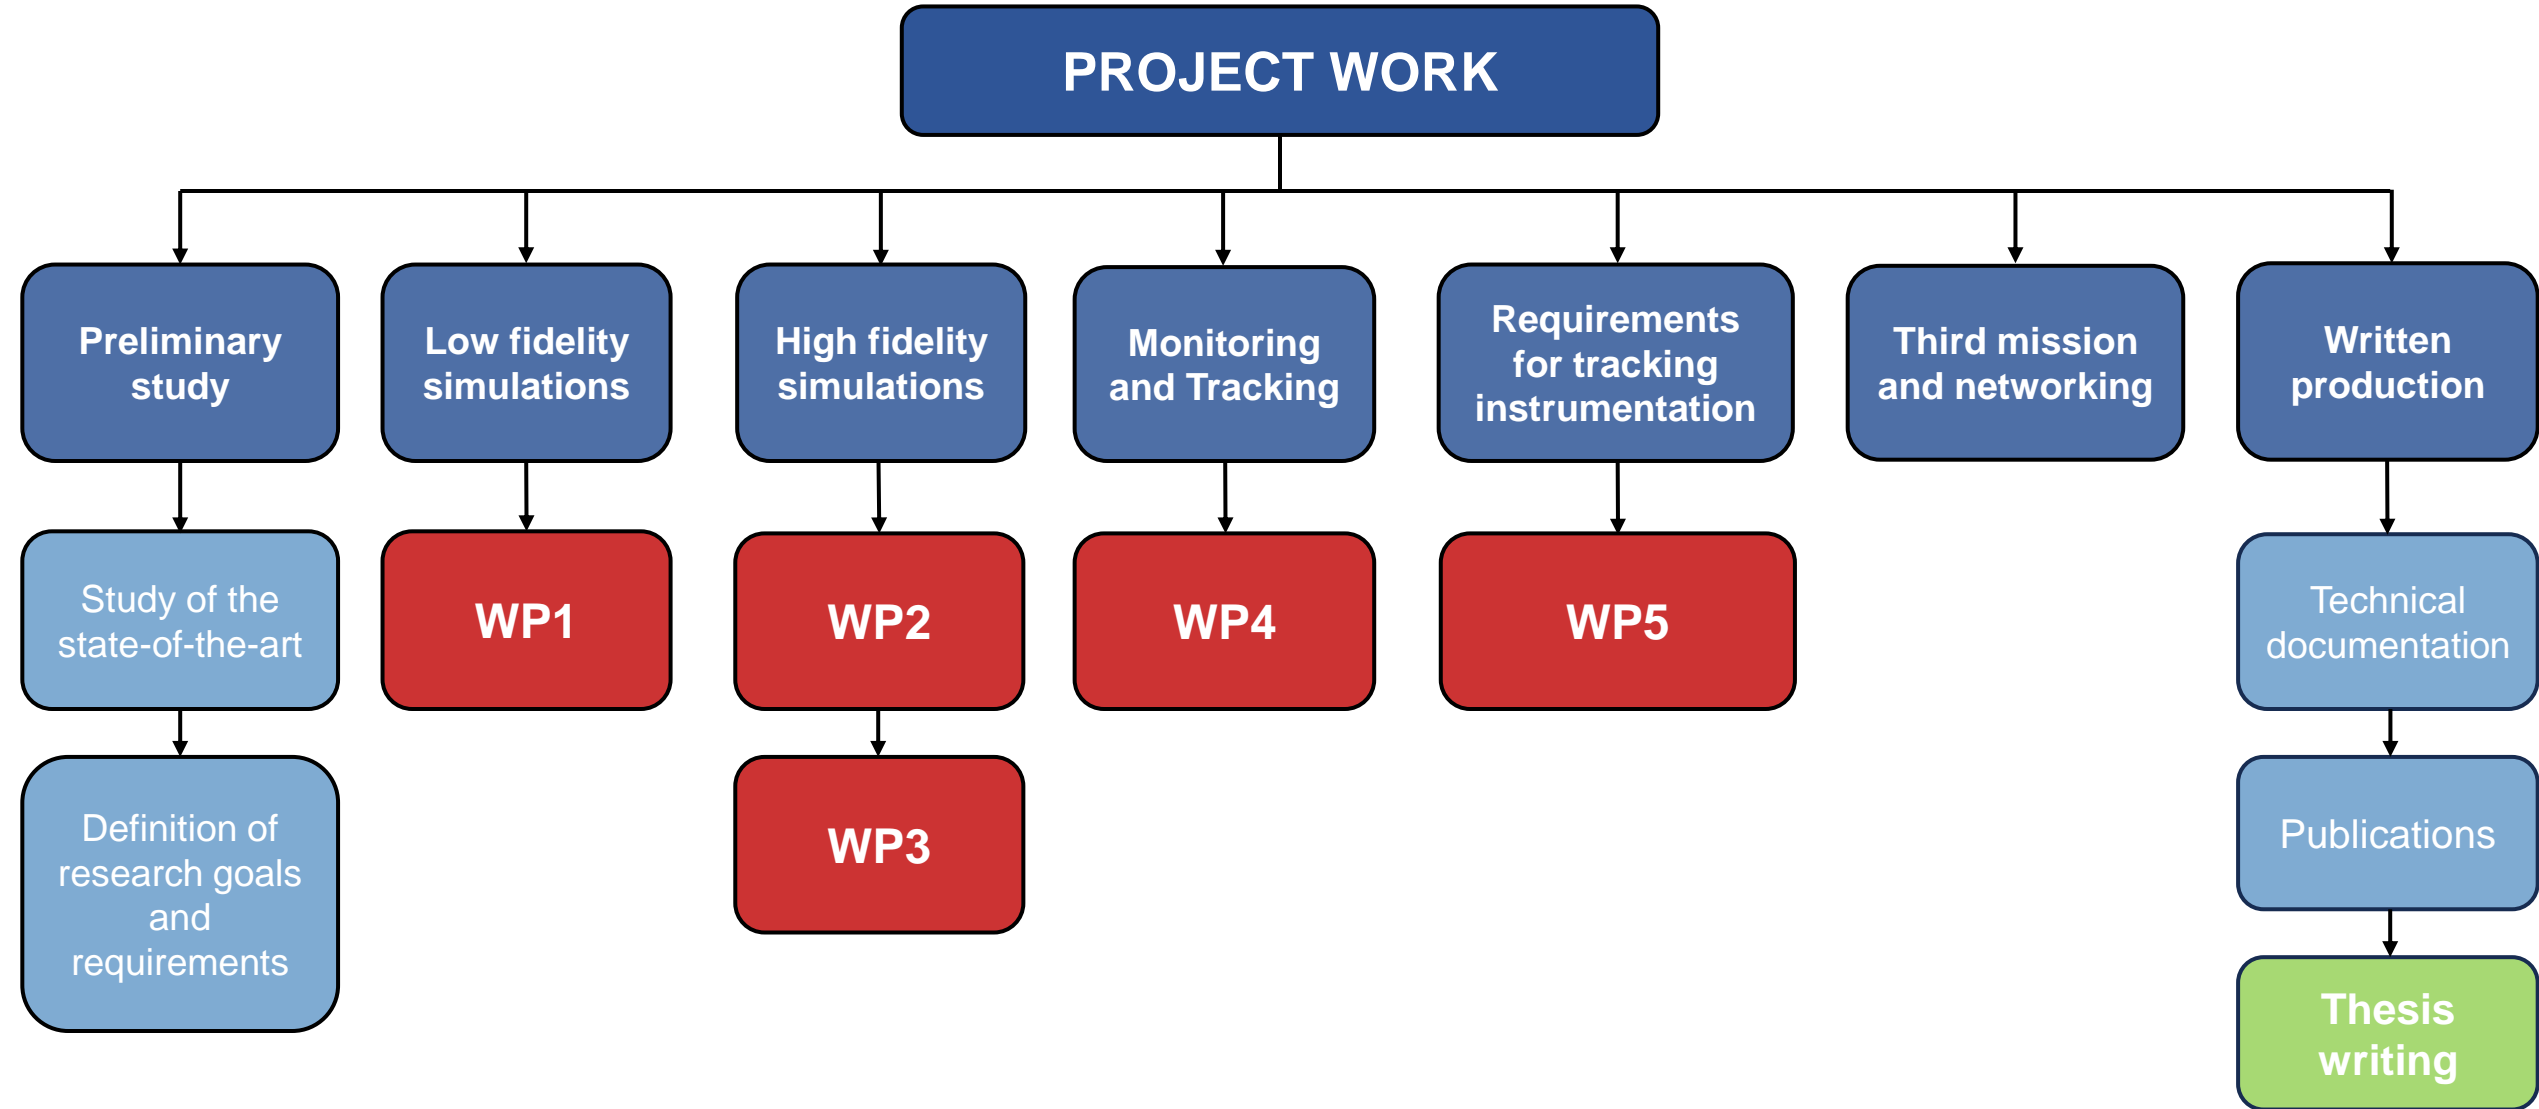 PROJECT WORK
Preliminary
study
Low fidelity
simulations
High fidelity
simulations
Monitoring
and Tracking
Requirements
for tracking
instrumentation
Third mission
and networking
Written
production
Study of the
state-of-the-art
WP1
WP2
WP4
WP5
Technical
documentation
Definition of
research goals
and
requirements
WP3
Publications
Thesis
writing